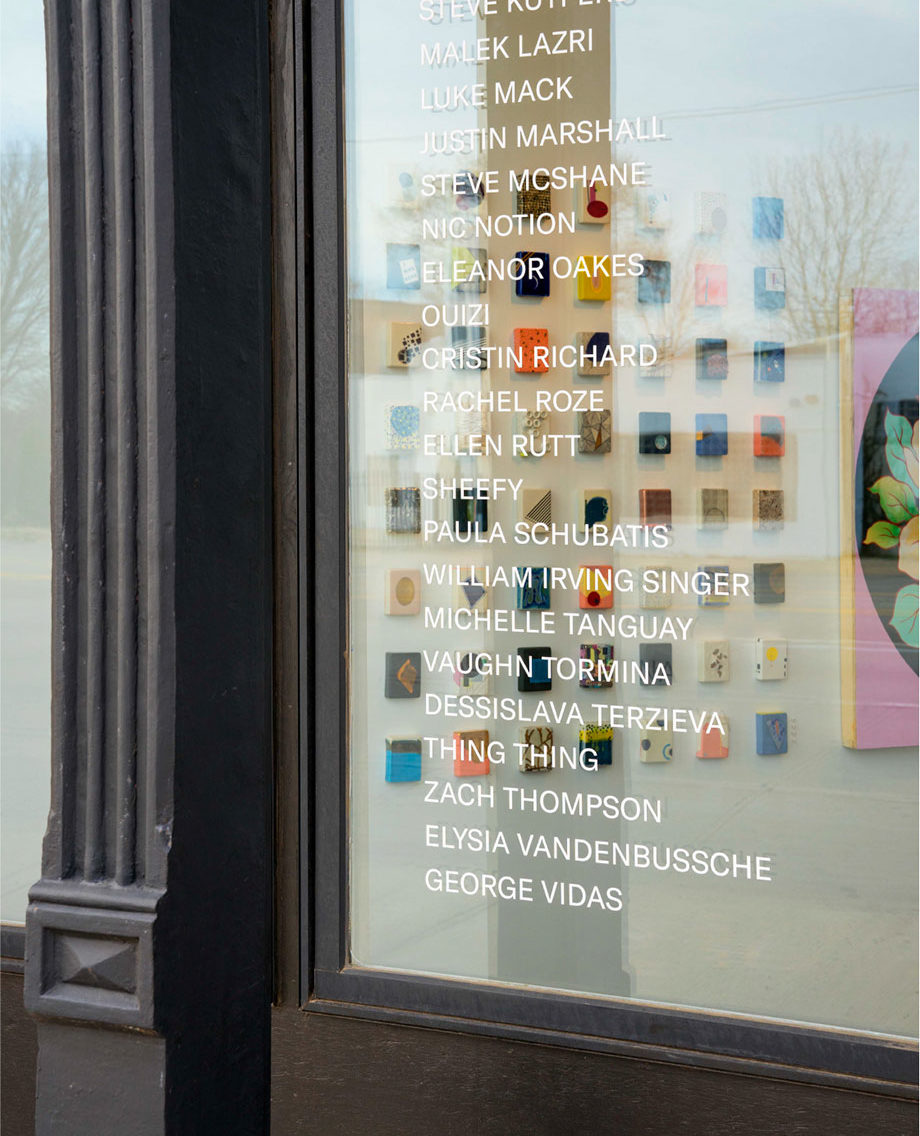 STEVE KUYPERS
MALEK LAZRI
LUKE MACK
JUSTIN MARSHALL
STEVE MCSHANE
NIC NOTION
ELEANOR OAKES
OUIZI
CRISTIN RICHARD
RACHEL ROZE
ELLEN RUTT
SHEEFY
PAULA SCHUBATIS
WILLIAM IRVING SINGER
MICHELLE TANGUAY
VAUGHN TORMINA
DESSISLAVA TERZIEVA
THING THING
ZACH THOMPSON
ELYSIA VANDENBUSSCHE
GEORGE VIDAS